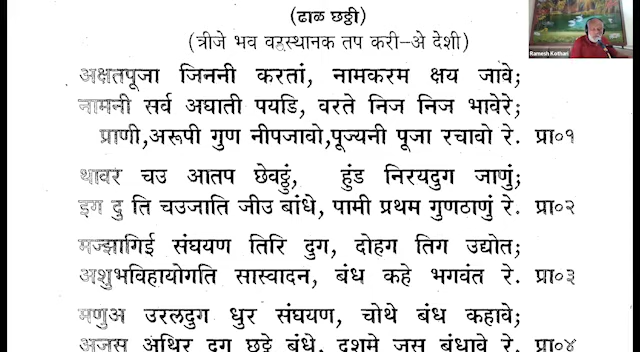 (ढाळ छठ्ठी)
(त्रीजे भव वरस्थानक तप करी-अे देशी)
अक्षतपूजा जिननी करतां, नामकरम क्षय जावे;
नामनी सर्व अघाती पयडि, वरते निज निज भावेरे;
प्राणी,अरूपी गुण नीपजावो,पूज्यनी पूजा रचावो रे. प्रा०१
थावर चउ आतप छेवठ्ठुं, हुंड निरयदुग जाणुं;
इग दु ति चउजाति जीउ बांधे, पामी प्रथम गुणठाणुं रे. प्रा०२
मज्झागिई संघयण तिरि दुग, दोहग तिग उद्योत;
अशुभविहायोगति सास्वादन, बंध कहे भगवंत रे. प्रा०३
मणुअ उरलदुग धुर संघयण, चोथे बंध कहावे;
अजस अथिर दुग छठ्ठे बंधे, दशमे जस बंधावे रे. प्रा०४
Ramesh Kothari